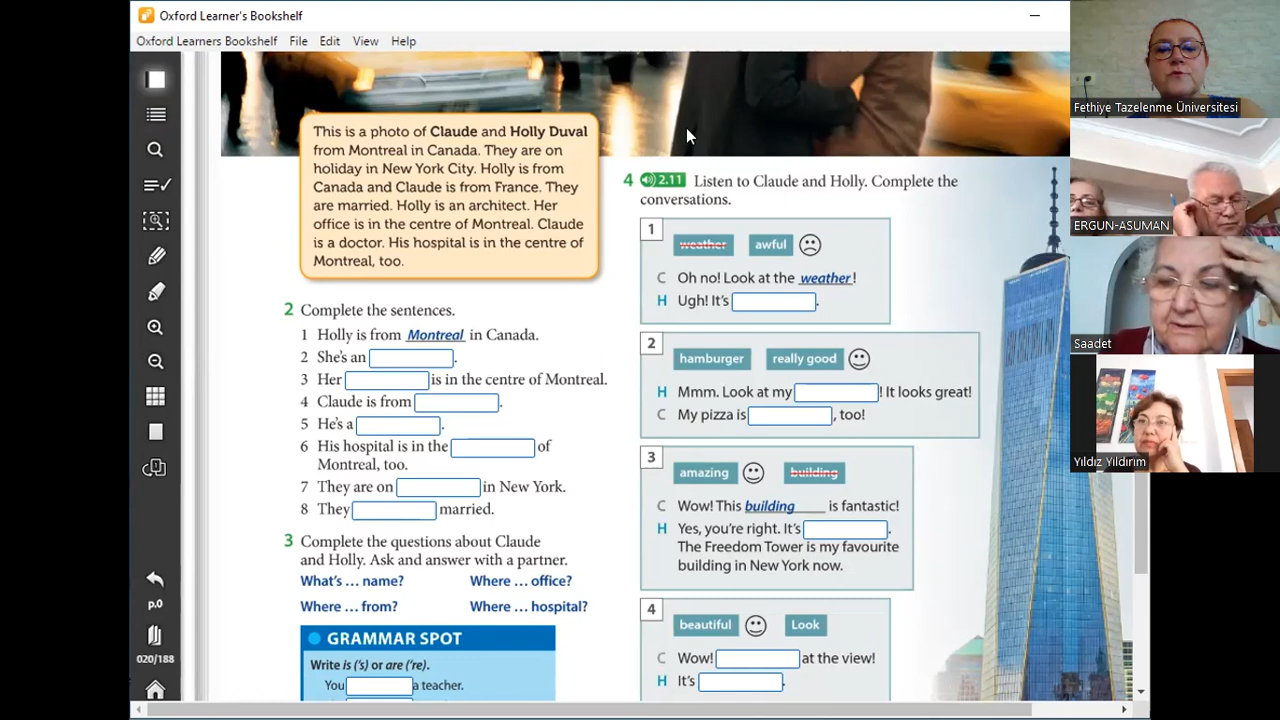 Oxford Learner's Bookshelf
Oxford Learners Bookshelf File Edit View Help
This is a photo of Claude and Holly Duval
from Montreal in Canada. They are on
holiday in New York City. Holly is from
Canada and Claude is from France. They
are married. Holly is an architect. Her
office is in the centre of Montreal. Claude
is a doctor. His hospital is in the centre of
Montreal, too.
2 Complete the sentences.
1 Holly is from Montreal in Canada.
2 She's an .
3 Her is in the centre of Montreal.
4 Claude is from .
5 He's a .
6 His hospital is in the of
Montreal, too.
7 They are on in New York.
8 They married.
3 Complete the questions about Claude
and Holly. Ask and answer with a partner.
What's … name? Where … office?
Where … from? Where … hospital?
GRAMMAR SPOT
Write is ('s) or are ('re).
You a teacher.
4 2.11 Listen to Claude and Holly. Complete the
conversations.
1
weather awful
C Oh no! Look at the weather!
H Ugh! It's .
2
hamburger really good
H Mmm. Look at my ! It looks great!
C My pizza is , too!
3
amazing building
C Wow! This building is fantastic!
H Yes, you're right. It's .
The Freedom Tower is my favourite
building in New York now.
4
beautiful Look
C Wow! at the view!
H It's .
p.0
020/188
Fethiye Tazelenme Üniversitesi
ERGUN-ASUMAN
Saadet
Yıldız Yıldırim